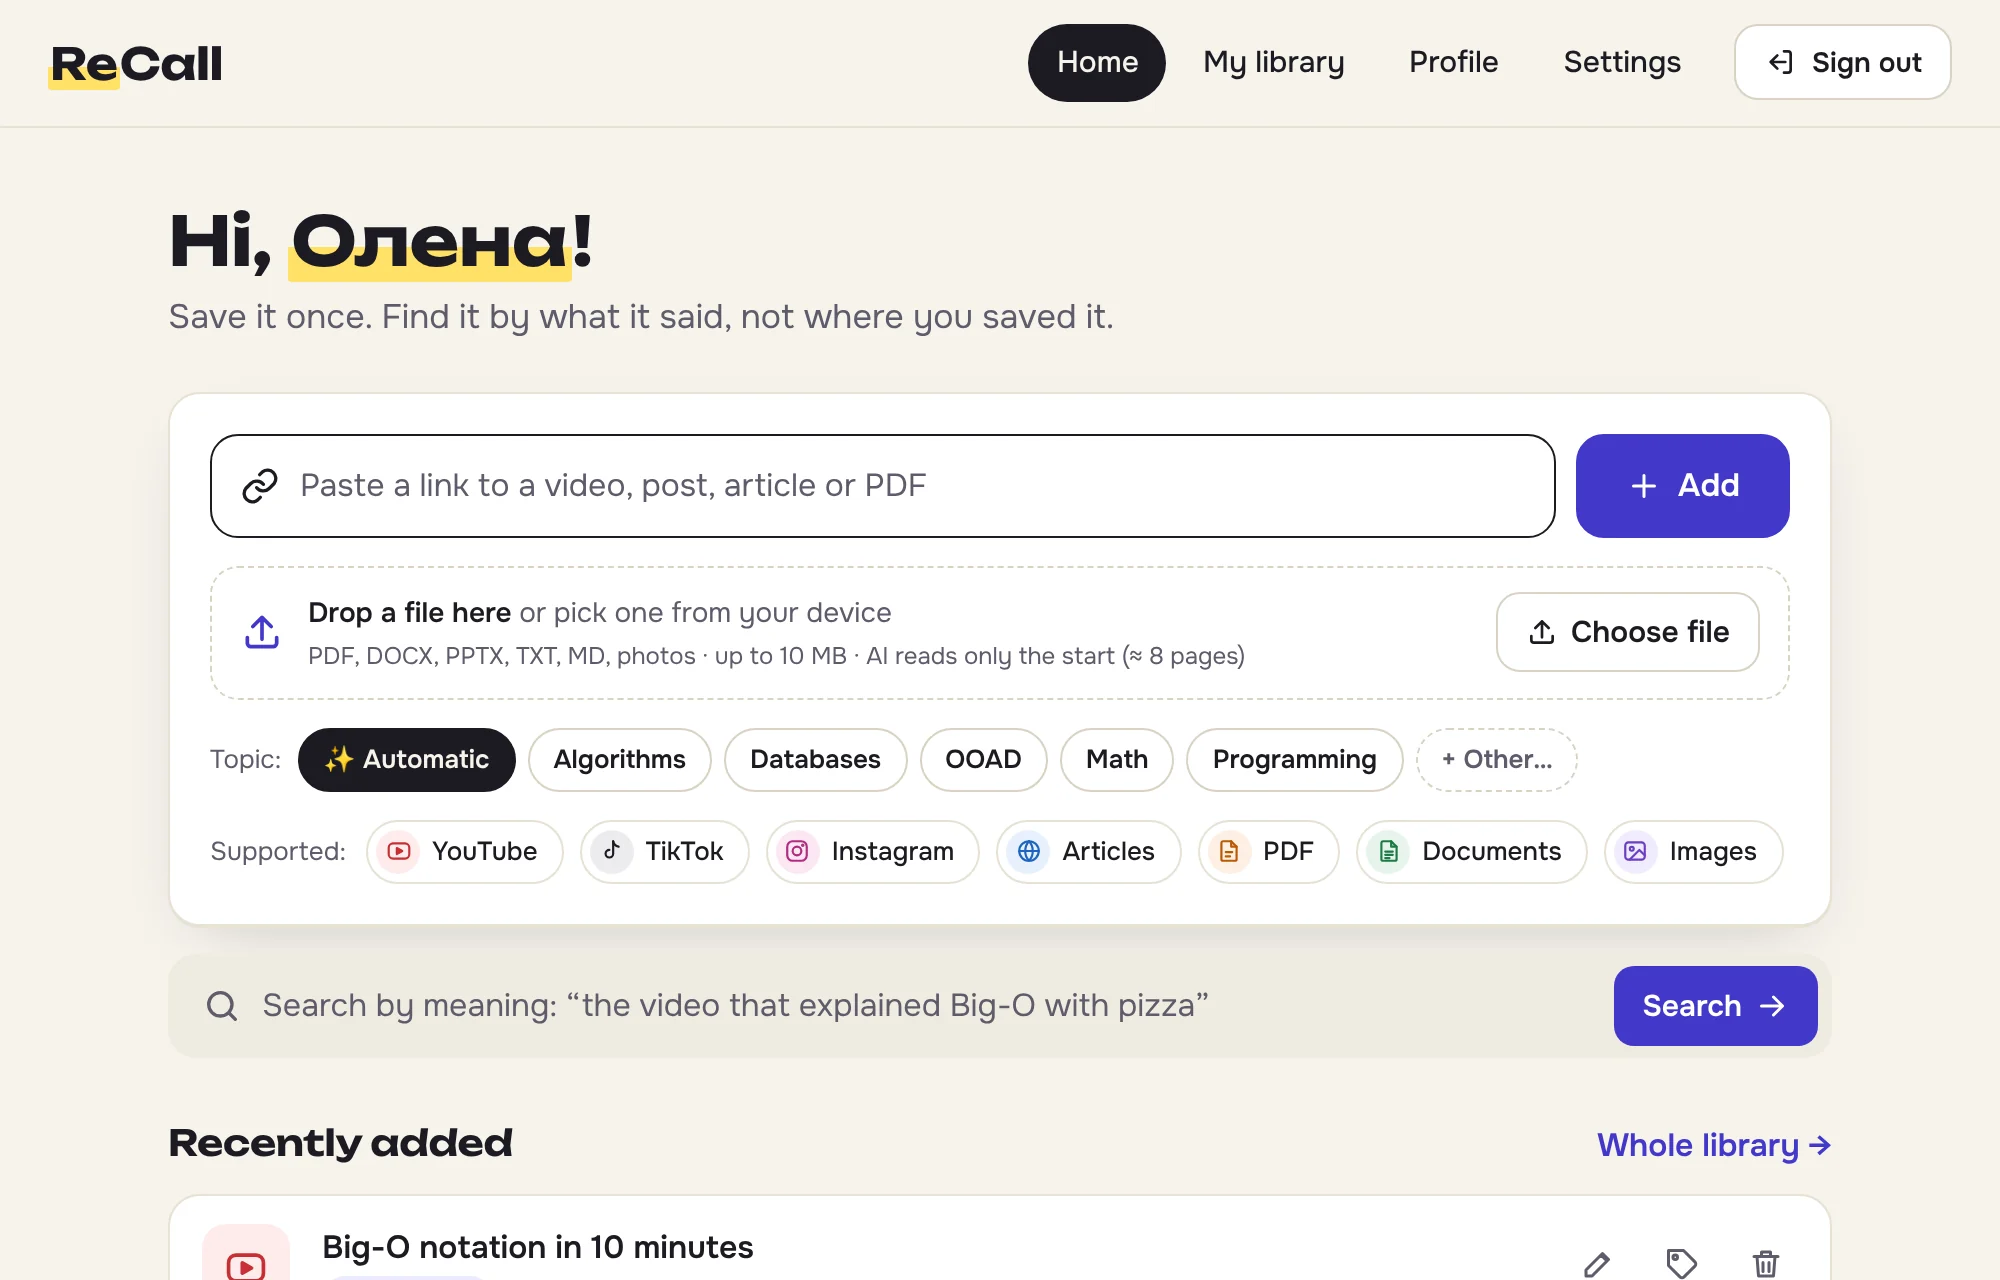 ReCall
Home
My library
Profile
Settings
Sign out
Hi, Олена!
Save it once. Find it by what it said, not where you saved it.
Paste a link to a video, post, article or PDF
+ Add
Drop a file here or pick one from your device
PDF, DOCX, PPTX, TXT, MD, photos · up to 10 MB · AI reads only the start (≈ 8 pages)
Choose file
Topic: ✨ Automatic Algorithms Databases OOAD Math Programming + Other...
Supported: YouTube TikTok Instagram Articles PDF Documents Images
Search by meaning: “the video that explained Big-O with pizza”
Search →
Recently added
Whole library →
Big-O notation in 10 minutes